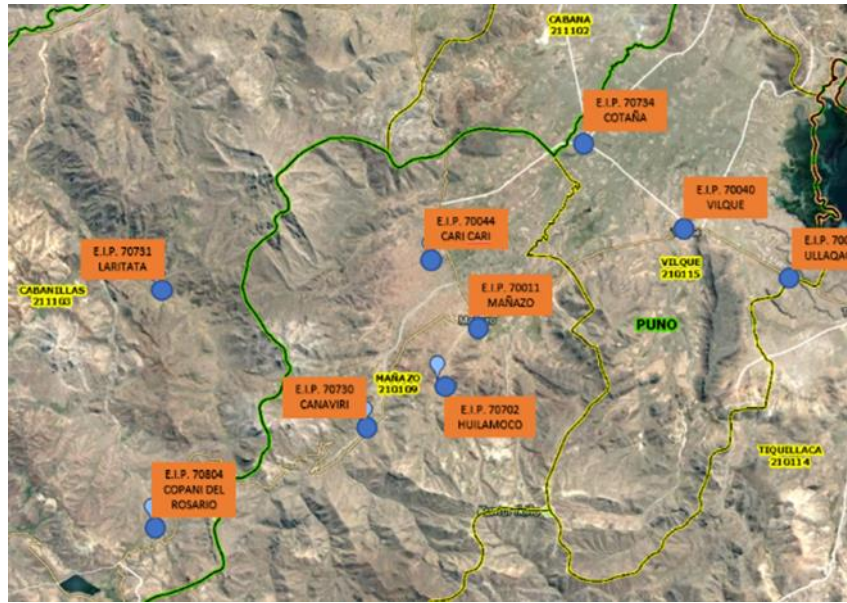 CABANA
211102
E.I.P. 70734
COTAÑA
E.I.P. 70040
VILQUE
E.I.P. 70044
CARI CARI
E.I.P. 70731
LARITATA
VILQUE
210115
CABANILLAS
211103
E.I.P. 70011
MAÑAZO
PUNO
MAÑAZO
210109
E.I.P. 70730
CANAVIRI
E.I.P. 70702
HUILAMOCO
TIQUILLACA
210114
E.I.P. 70804
COPANI DEL
ROSARIO